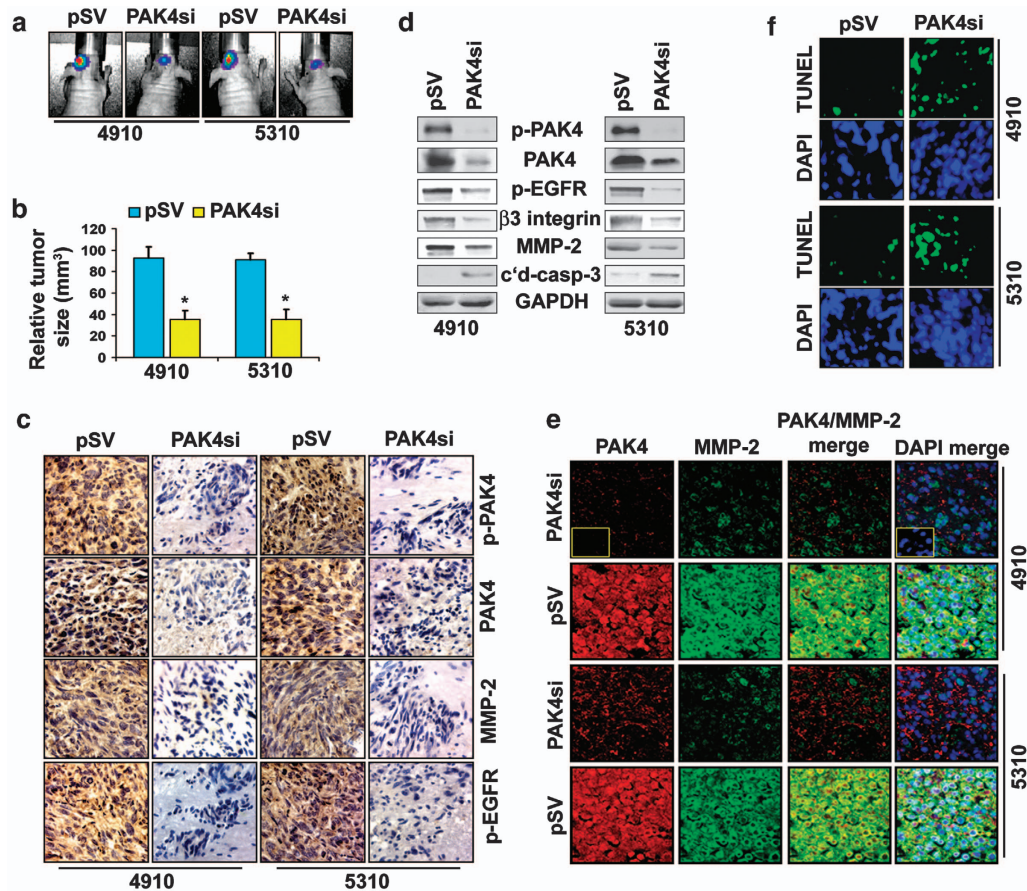 a
pSV PAK4si pSV PAK4si
4910 5310
b
pSV PAK4si
Relative tumor
size (mm³)
120
100
80
60
40
20
0
* *
4910 5310
c
pSV PAK4si pSV PAK4si
p-PAK4
PAK4
MMP-2
p-EGFR
4910 5310
d
pSV PAK4si pSV PAK4si
p-PAK4
PAK4
p-EGFR
β3 integrin
MMP-2
c'd-casp-3
GAPDH
4910 5310
f
pSV PAK4si
TUNEL
DAPI
4910
TUNEL
DAPI
5310
e
PAK4/MMP-2
PAK4 MMP-2 merge DAPI merge
PAK4si
pSV
4910
PAK4si
pSV
5310